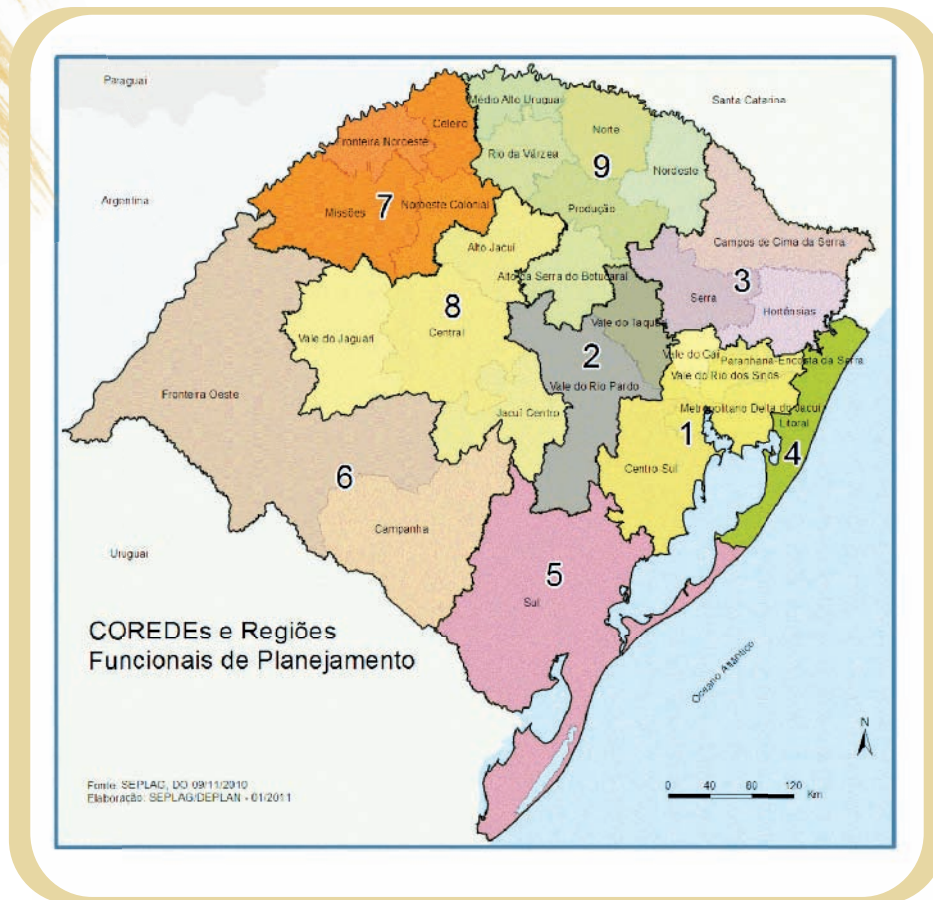 Paraguai
Santa Catarina
Argentina
Uruguai
Médio Alto Uruguai
Norte
Rio da Várzea
9
Nordeste
Produção
Alto da Serra do Botucaraí
Celeiro
Fronteira Noroeste
7
Missões
Noroeste Colonial
Alto Jacuí
8
Vale do Jaguari
Central
Jacuí Centro
Campos de Cima da Serra
3
Serra
Hortênsias
Vale do Taquari
2
Vale do Rio Pardo
Vale do Caí
Paranhana-Encosta da Serra
Vale do Rio dos Sinos
Metropolitano Delta do Jacuí
1
Centro Sul
Litoral
4
Fronteira Oeste
6
Campanha
5
Sul
Oceano Atlântico
COREDEs e Regiões
Funcionais de Planejamento
Fonte: SEPLAG, DO 09/11/2010
Elaboração: SEPLAG/DEPLAN - 01/2011
N
0 40 80 120
Km